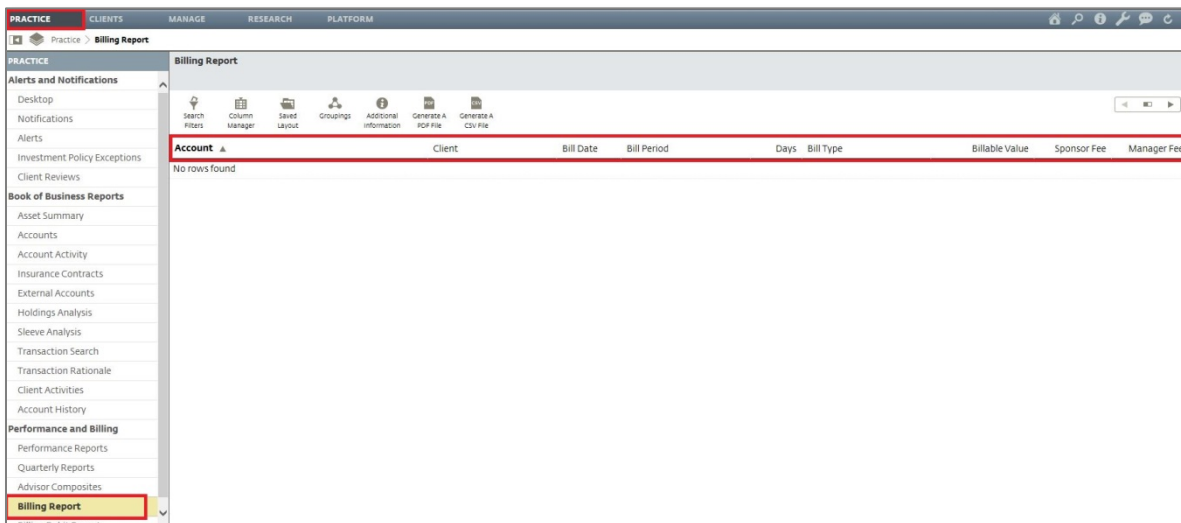 PRACTICE CLIENTS MANAGE RESEARCH PLATFORM
Practice > Billing Report
PRACTICE
Billing Report
Alerts and Notifications
Desktop
Notifications
Alerts
Investment Policy Exceptions
Client Reviews
Book of Business Reports
Asset Summary
Accounts
Account Activity
Insurance Contracts
External Accounts
Holdings Analysis
Sleeve Analysis
Transaction Search
Transaction Rationale
Client Activities
Account History
Performance and Billing
Performance Reports
Quarterly Reports
Advisor Composites
Billing Report
Search Filters
Column Manager
Saved Layout
Groupings
Additional Information
PDF
Generate A PDF File
CSV
Generate A CSV File
Account ▲ Client Bill Date Bill Period Days Bill Type Billable Value Sponsor Fee Manager Fee
No rows found